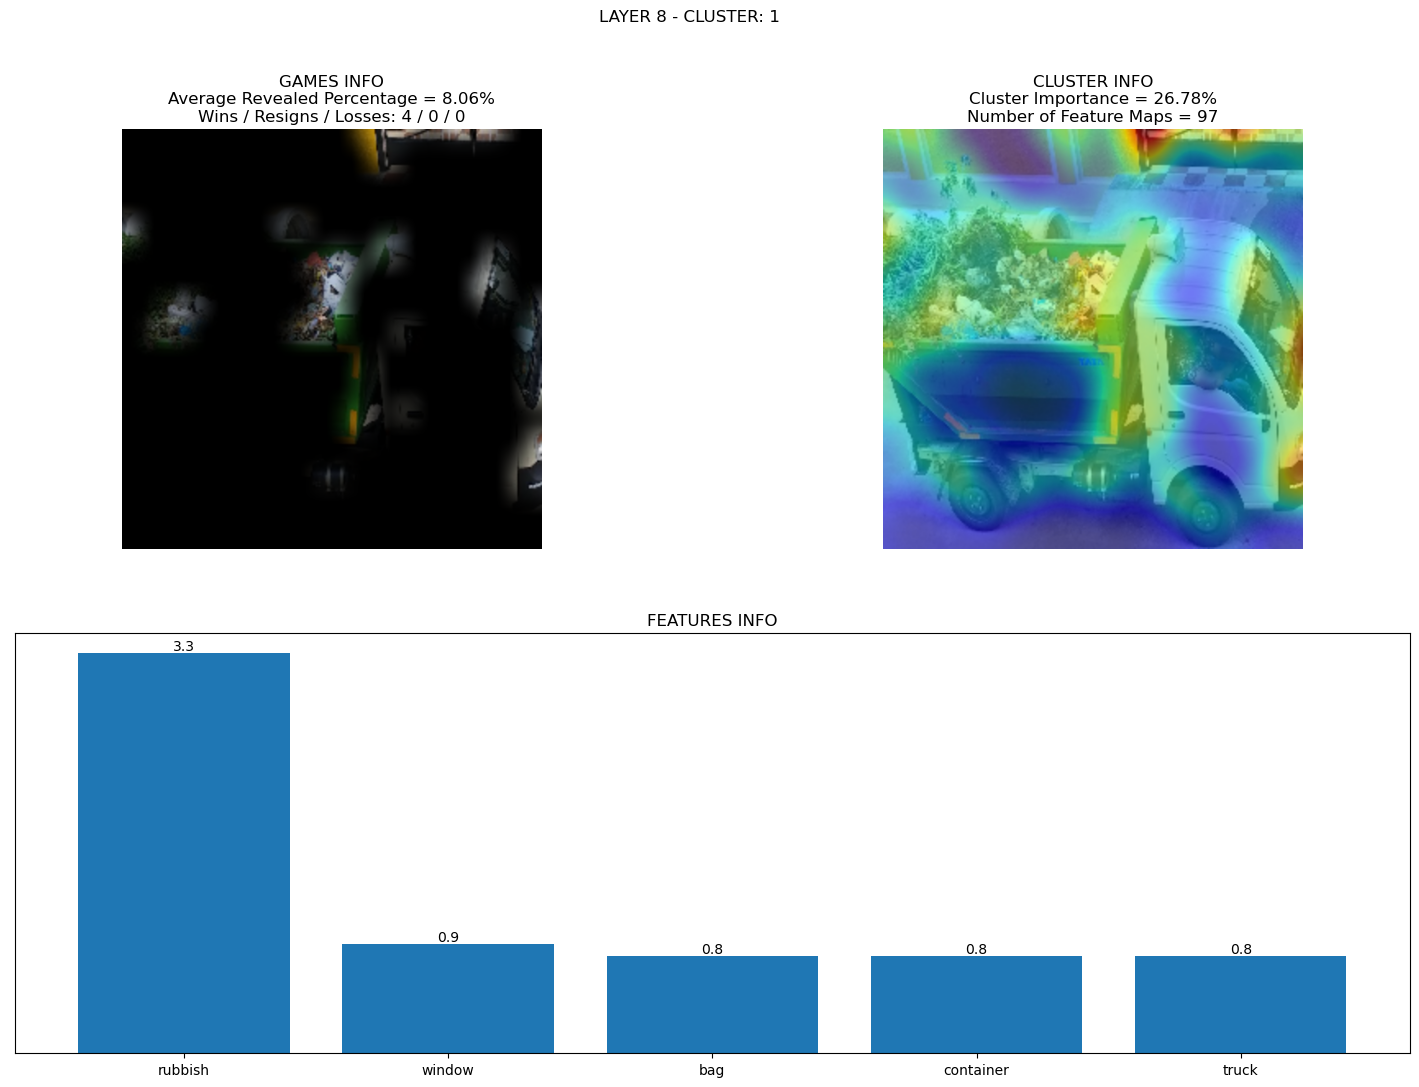 LAYER 8 - CLUSTER: 1
GAMES INFO
Average Revealed Percentage = 8.06%
Wins / Resigns / Losses: 4 / 0 / 0
CLUSTER INFO
Cluster Importance = 26.78%
Number of Feature Maps = 97
FEATURES INFO
3.3
0.9
0.8
0.8
0.8
rubbish
window
bag
container
truck